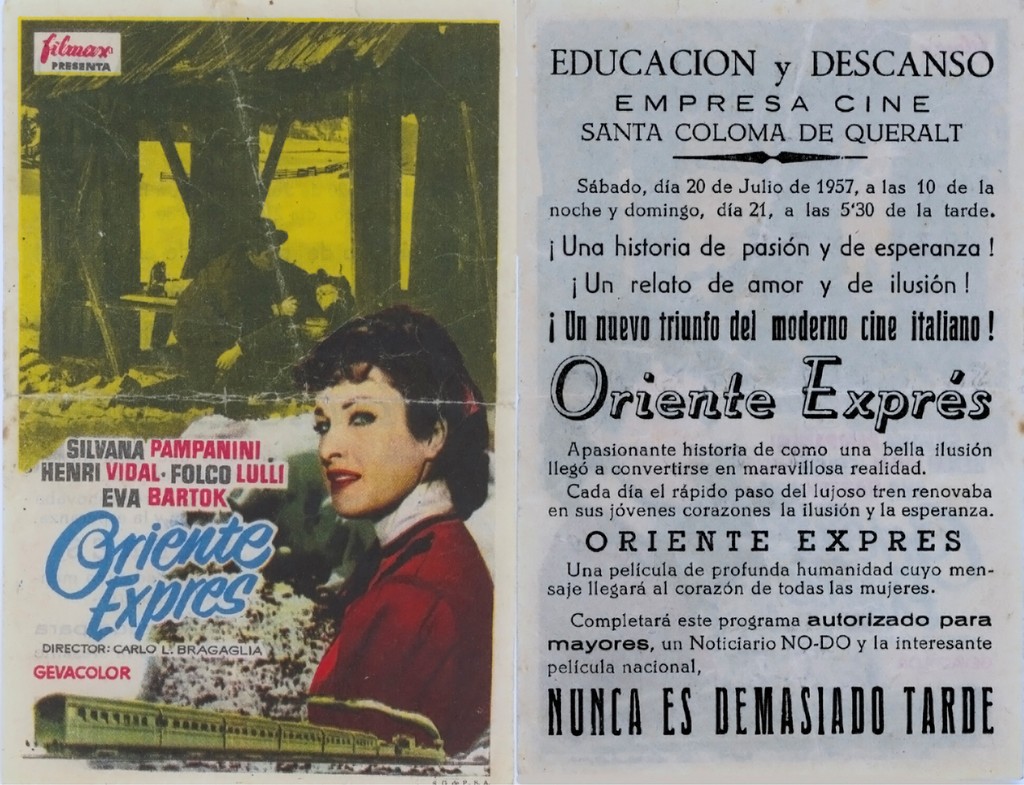 filmax
PRESENTA
SILVANA PAMPANINI
HENRI VIDAL · FOLCO LULLI
EVA BARTOK
Oriente
Expres
DIRECTOR: CARLO L. BRAGAGLIA
GEVACOLOR
EDUCACION y DESCANSO
EMPRESA CINE
SANTA COLOMA DE QUERALT
Sábado, día 20 de Julio de 1957, a las 10 de la
noche y domingo, día 21, a las 5'30 de la tarde.
¡Una historia de pasión y de esperanza!
¡Un relato de amor y de ilusión!
¡Un nuevo triunfo del moderno cine italiano!
Oriente Exprés
Apasionante historia de como una bella ilusión
llegó a convertirse en maravillosa realidad.
Cada día el rápido paso del lujoso tren renovaba
en sus jóvenes corazones la ilusión y la esperanza.
ORIENTE EXPRES
Una película de profunda humanidad cuyo men-
saje llegará al corazón de todas las mujeres.
Completará este programa autorizado para
mayores, un Noticiario NO-DO y la interesante
película nacional,
NUNCA ES DEMASIADO TARDE